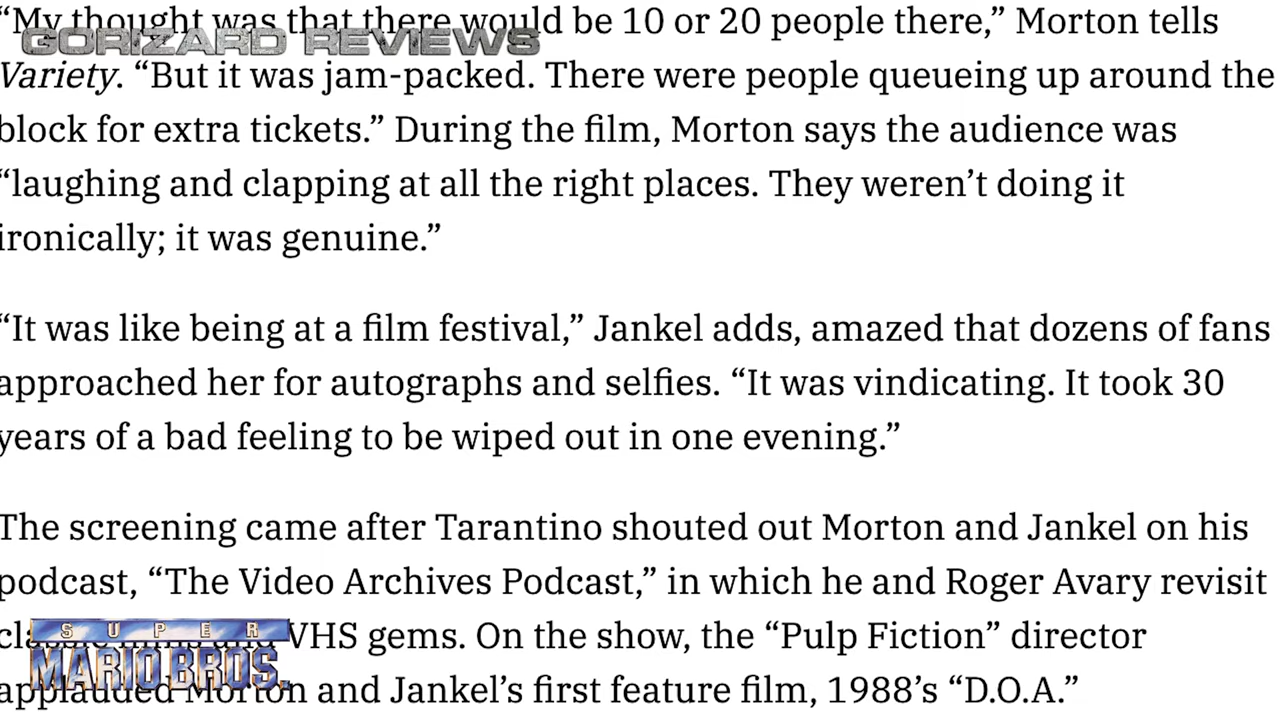 “My thought was that there would be 10 or 20 people there,” Morton tells
GORIZARD REVIEWS
Variety. “But it was jam-packed. There were people queueing up around the
block for extra tickets.” During the film, Morton says the audience was
“laughing and clapping at all the right places. They weren’t doing it
ironically; it was genuine.”
“It was like being at a film festival,” Jankel adds, amazed that dozens of fans
approached her for autographs and selfies. “It was vindicating. It took 30
years of a bad feeling to be wiped out in one evening.”
The screening came after Tarantino shouted out Morton and Jankel on his
podcast, “The Video Archives Podcast,” in which he and Roger Avary revisit
VHS gems. On the show, the “Pulp Fiction” director
SUPER
MARIO BROS.
applauded Morton and Jankel’s first feature film, 1988’s “D.O.A.”